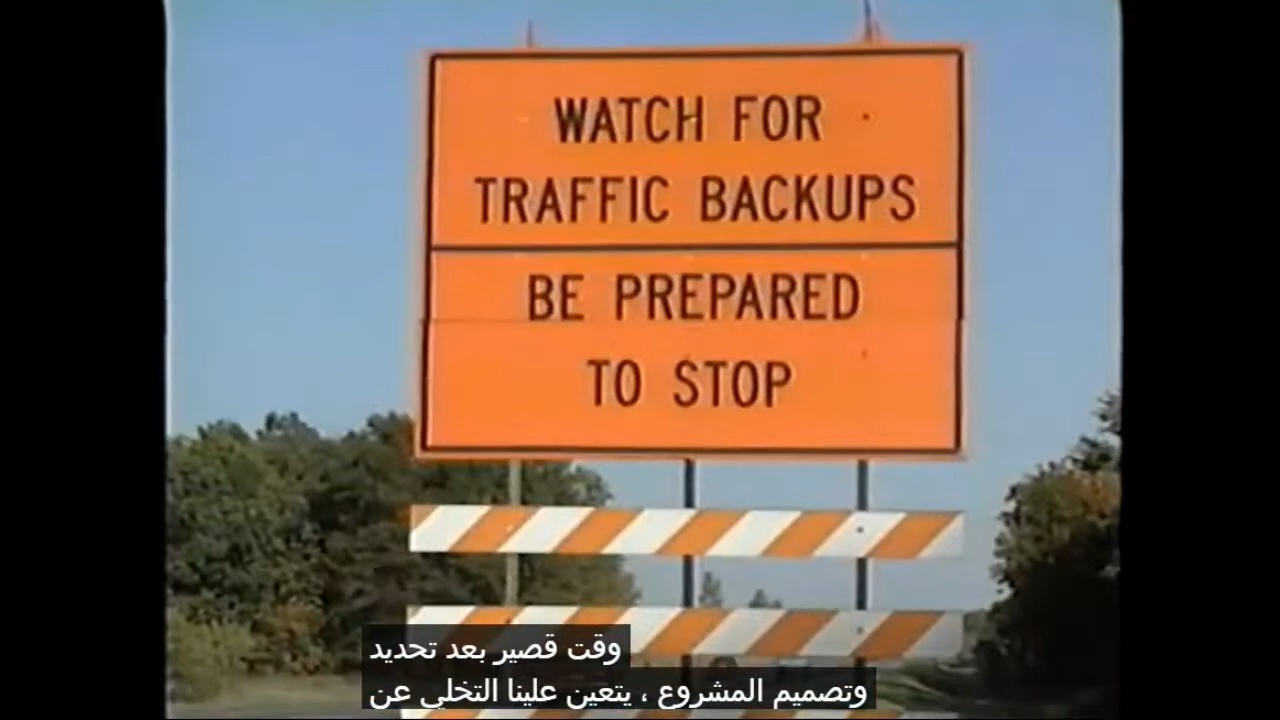 WATCH FOR
TRAFFIC BACKUPS
BE PREPARED
TO STOP
وقت قصير بعد تحديد
وتصميم المشروع ، يتعين علينا التخلي عن